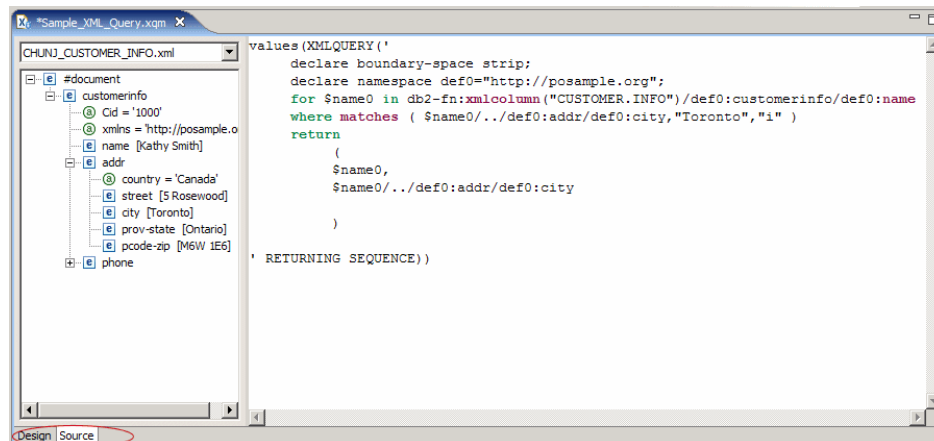 *Sample_XML_Query.xqm
CHUNJ_CUSTOMER_INFO.xml
#document
customerinfo
Cid = '1000'
xmlns = 'http://posample.o
name [Kathy Smith]
addr
country = 'Canada'
street [5 Rosewood]
city [Toronto]
prov-state [Ontario]
pcode-zip [M6W 1E6]
phone
values(XMLQUERY('
declare boundary-space strip;
declare namespace def0="http://posample.org";
for $name0 in db2-fn:xmlcolumn("CUSTOMER.INFO")/def0:customerinfo/def0:name
where matches ( $name0/../def0:addr/def0:city,"Toronto","i" )
return
(
$name0,
$name0/../def0:addr/def0:city
)
' RETURNING SEQUENCE))
Design Source